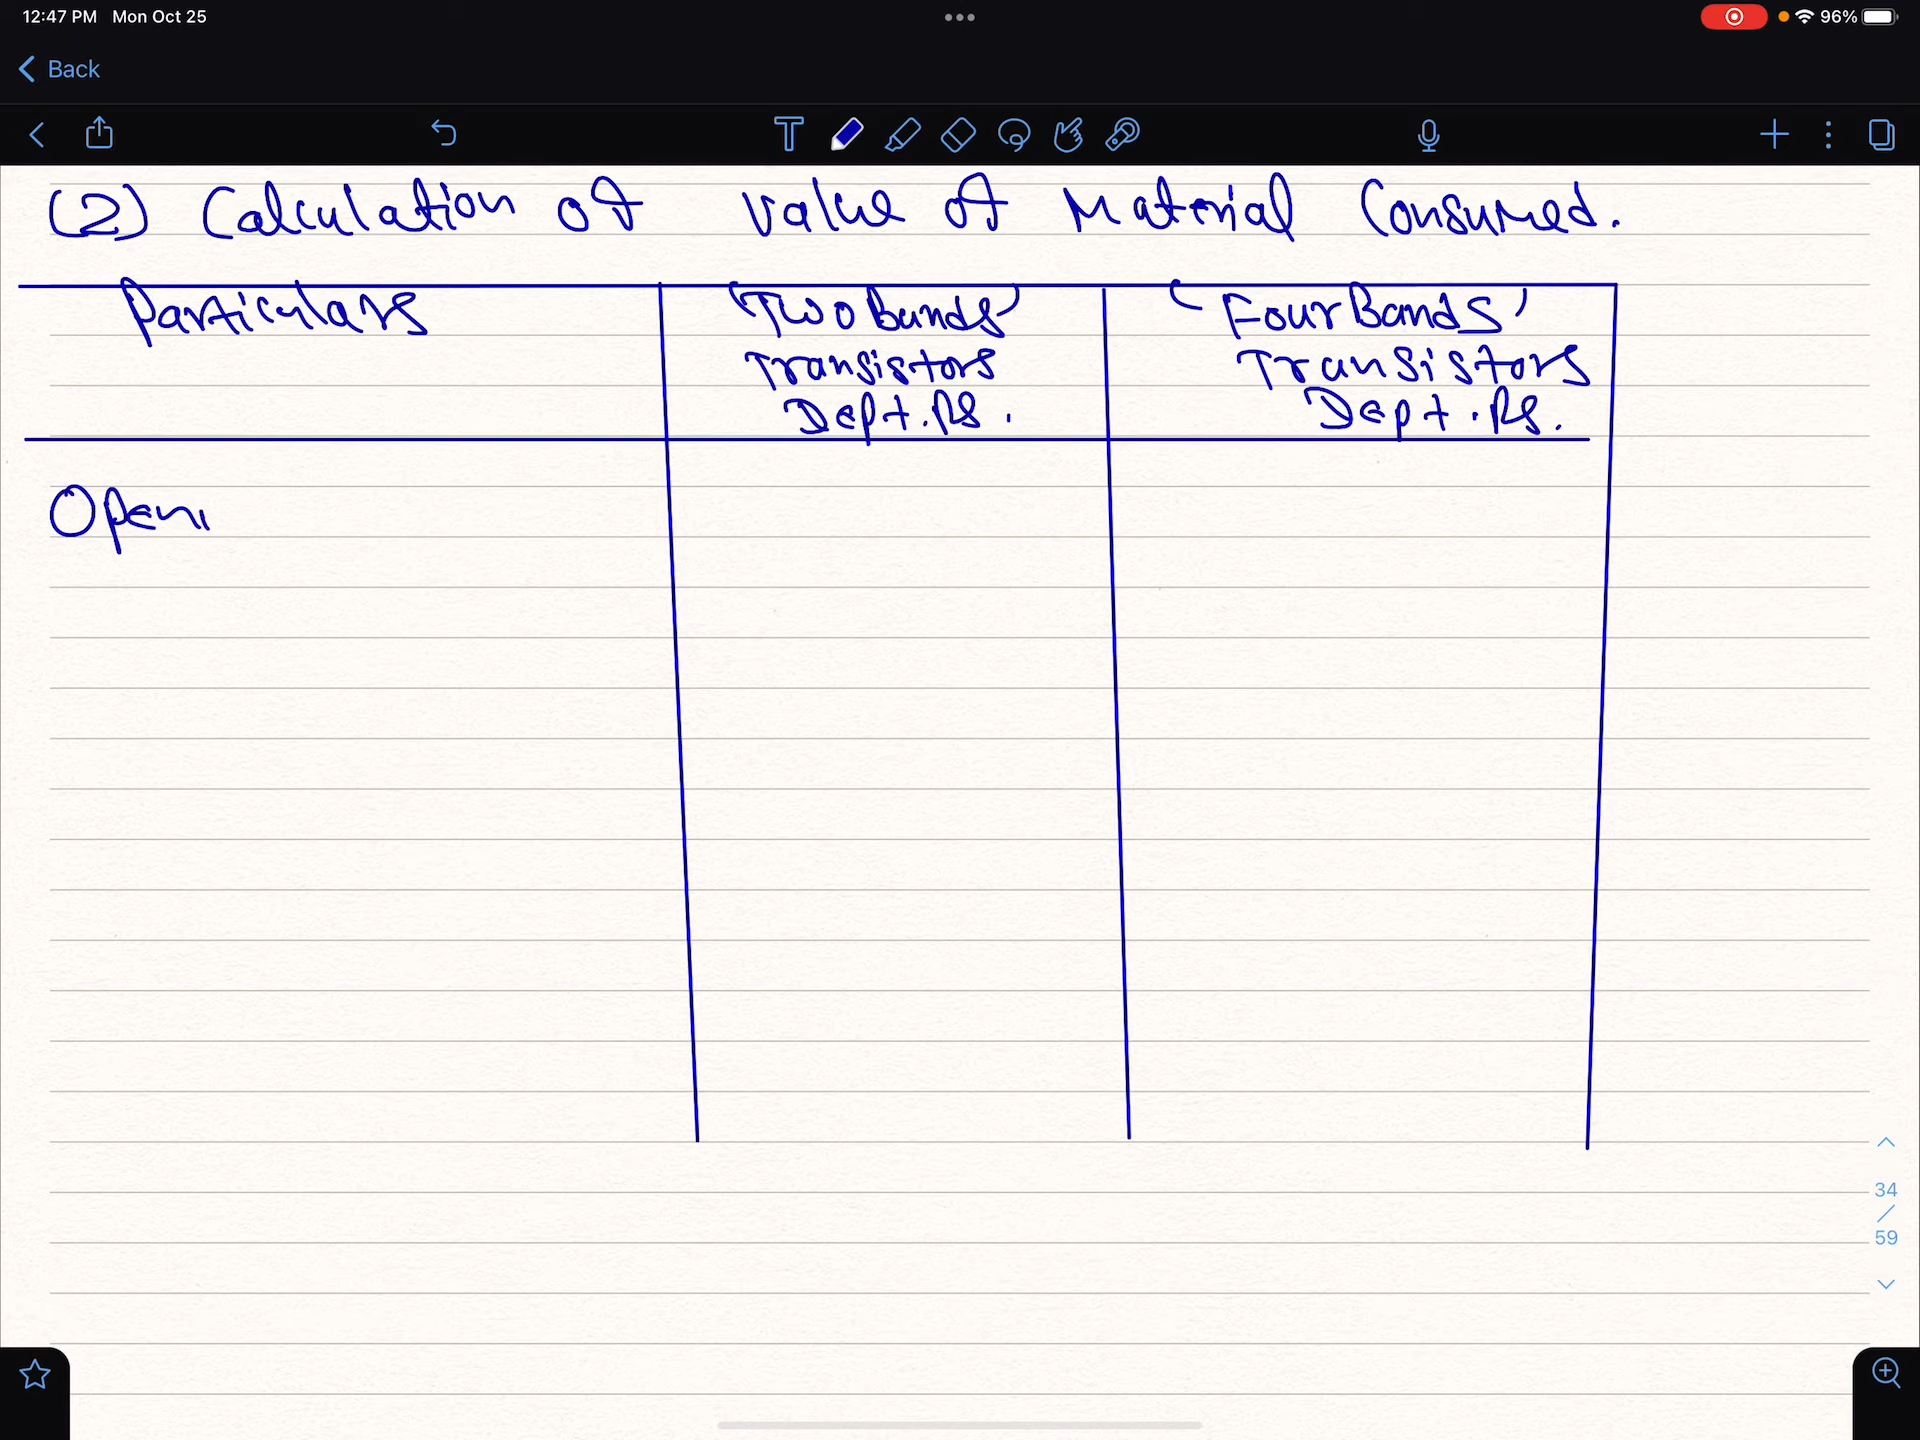 12:47 PM Mon Oct 25
96%
Back
T
(2) Calculation of value of Material Consumed.
Particulars
'Two Bands'
Transistors
Dept. Rs.
'Four Bands'
Transistors
Dept. Rs.
Openi
34
/
59